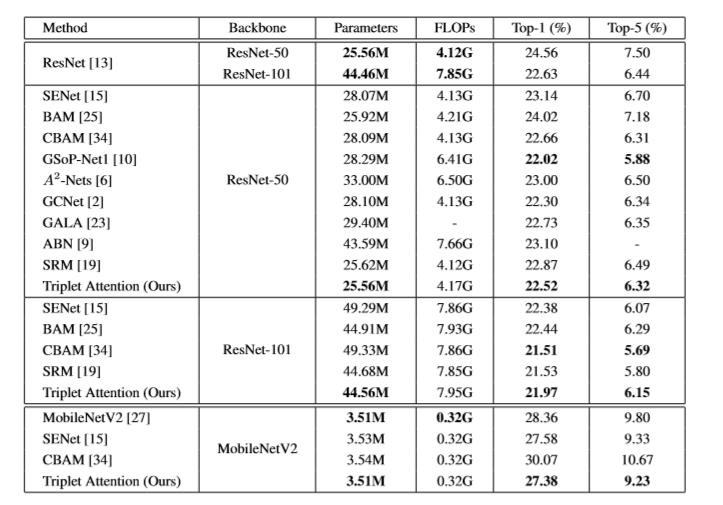 Method Backbone Parameters FLOPs Top-1 (%) Top-5 (%)
ResNet [13] ResNet-50 25.56M 4.12G 24.56 7.50
ResNet-101 44.46M 7.85G 22.63 6.44
SENet [15] 28.07M 4.13G 23.14 6.70
BAM [25] 25.92M 4.21G 24.02 7.18
CBAM [34] 28.09M 4.13G 22.66 6.31
GSoP-Net1 [10] 28.29M 6.41G 22.02 5.88
A²-Nets [6] ResNet-50 33.00M 6.50G 23.00 6.50
GCNet [2] 28.10M 4.13G 22.30 6.34
GALA [23] 29.40M - 22.73 6.35
ABN [9] 43.59M 7.66G 23.10 -
SRM [19] 25.62M 4.12G 22.87 6.49
Triplet Attention (Ours) 25.56M 4.17G 22.52 6.32
SENet [15] 49.29M 7.86G 22.38 6.07
BAM [25] 44.91M 7.93G 22.44 6.29
CBAM [34] ResNet-101 49.33M 7.86G 21.51 5.69
SRM [19] 44.68M 7.85G 21.53 5.80
Triplet Attention (Ours) 44.56M 7.95G 21.97 6.15
MobileNetV2 [27] 3.51M 0.32G 28.36 9.80
SENet [15] MobileNetV2 3.53M 0.32G 27.58 9.33
CBAM [34] 3.54M 0.32G 30.07 10.67
Triplet Attention (Ours) 3.51M 0.32G 27.38 9.23